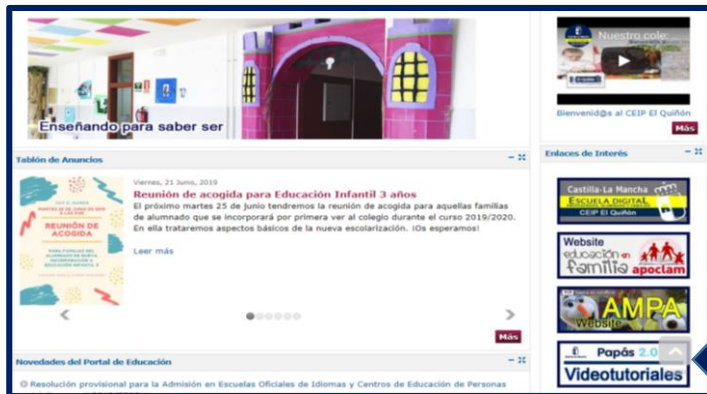 Enseñando para saber ser
Tablón de Anuncios
REUNIÓN DE
ACOGIDA
Viernes, 21 Junio, 2019
Reunión de acogida para Educación Infantil 3 años
El próximo martes 25 de junio tendremos la reunión de acogida para aquellas familias
de alumnado que se incorporará por primera ver al colegio durante el curso 2019/2020.
En ella trataremos aspectos básicos de la nueva escolarización. ¡Os esperamos!
Leer más
Más
Novedades del Portal de Educación
Resolución provisional para la Admisión en Escuelas Oficiales de Idiomas y Centros de Educación de Personas
Nuestro cole:
Bienvenid@s al CEIP El Quiñón
Más
Enlaces de Interés
Castilla-La Mancha
ESCUELA DIGITAL
CEIP El Quiñón
Website
educación en
familia apoclam
AMPA
Website
Papás 2.0
Videotutoriales